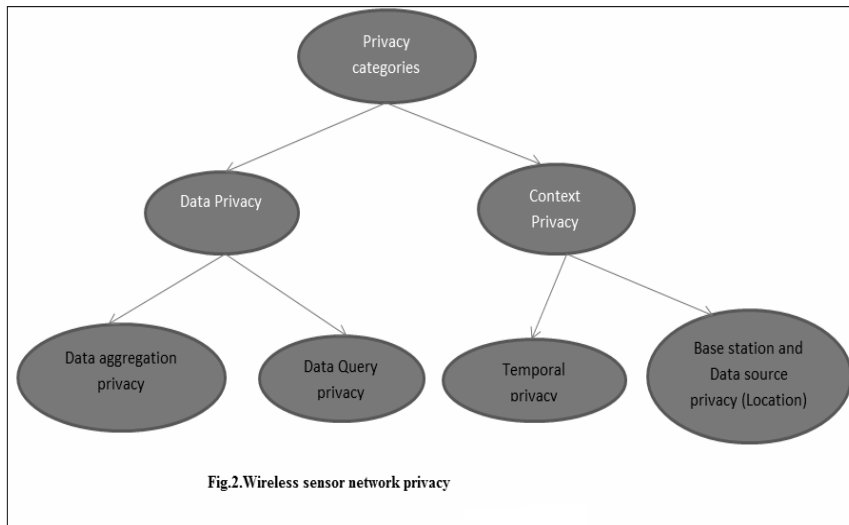 Privacy
categories
Data Privacy
Context
Privacy
Data aggregation
privacy
Data Query
privacy
Temporal
privacy
Base station and
Data source
privacy (Location)
Fig.2.Wireless sensor network privacy